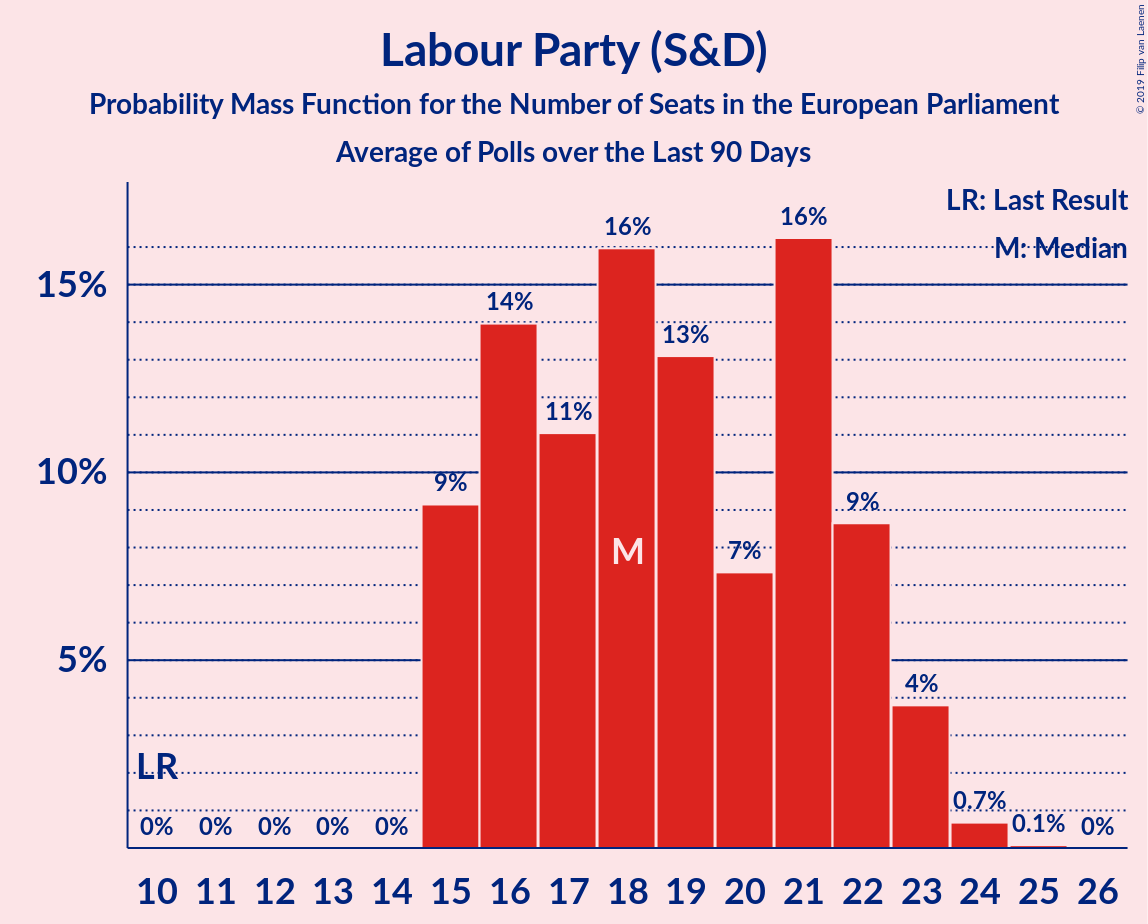 Labour Party (S&D)
Probability Mass Function for the Number of Seats in the European Parliament
Average of Polls over the Last 90 Days
© 2019 Filip van Laenen
LR: Last Result
M: Median
15%
10%
5%
16%
16%
14%
13%
11%
9%
9%
7%
4%
0.7%
0.1%
0%
0% 0% 0% 0% 0%
M
LR
10 11 12 13 14 15 16 17 18 19 20 21 22 23 24 25 26